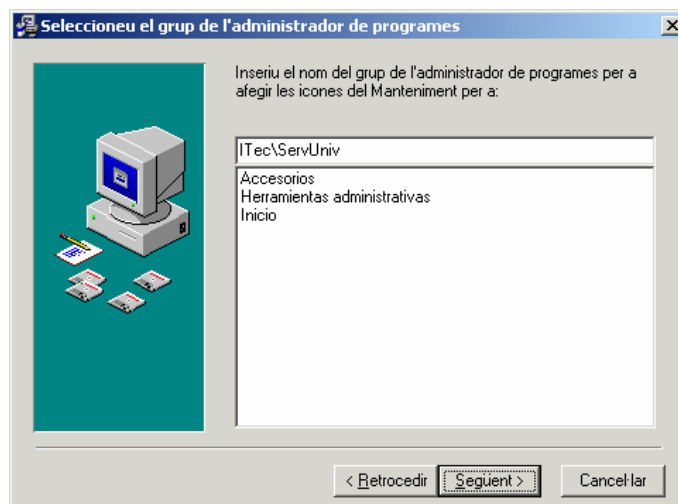 Seleccioneu el grup de l'administrador de programes
Inseriu el nom del grup de l'administrador de programes per a
afegir les icones del Manteniment per a:
ITec\ServUniv
Accesorios
Herramientas administrativas
Inicio
< Retrocedir
Següent >
Cancel·lar